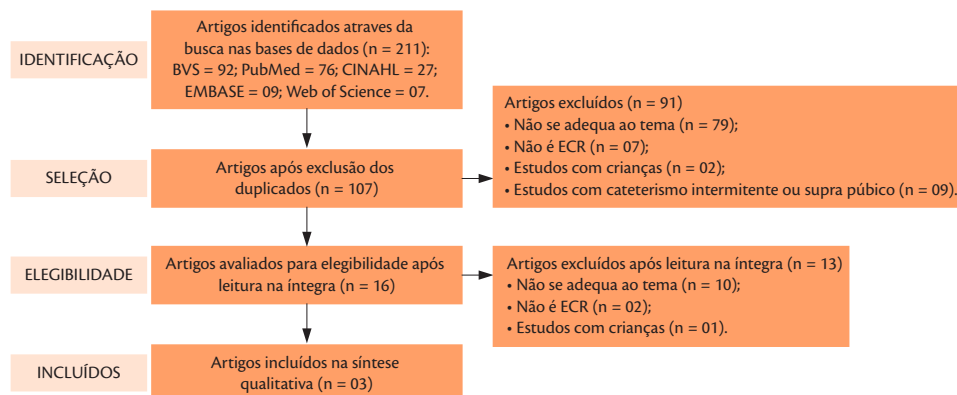 IDENTIFICAÇÃO
Artigos identificados atraves da
busca nas bases de dados (n = 211):
BVS = 92; PubMed = 76; CINAHL = 27;
EMBASE = 09; Web of Science = 07.
SELEÇÃO
Artigos após exclusão dos
duplicados (n = 107)
Artigos excluídos (n = 91)
• Não se adequa ao tema (n = 79);
• Não é ECR (n = 07);
• Estudos com crianças (n = 02);
• Estudos com cateterismo intermitente ou supra púbico (n = 09).
ELEGIBILIDADE
Artigos avaliados para elegibilidade após
leitura na íntegra (n = 16)
Artigos excluídos após leitura na íntegra (n = 13)
• Não se adequa ao tema (n = 10);
• Não é ECR (n = 02);
• Estudos com crianças (n = 01).
INCLUÍDOS
Artigos incluídos na síntese
qualitativa (n = 03)